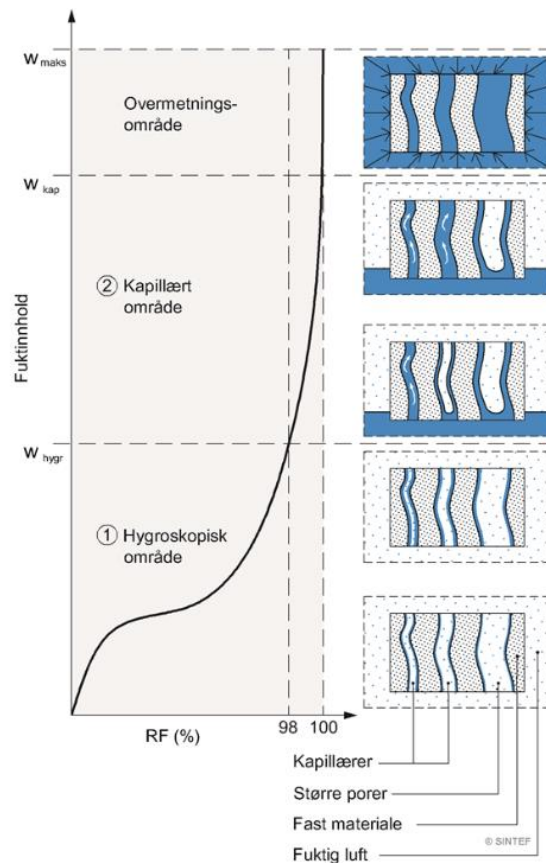 w maks
Overmetnings-
område
w kap
② Kapillært
område
Fuktinnhold
w hygr
① Hygroskopisk
område
98 100
RF (%)
Kapillærer
Større porer
Fast materiale
© SINTEF
Fuktig luft